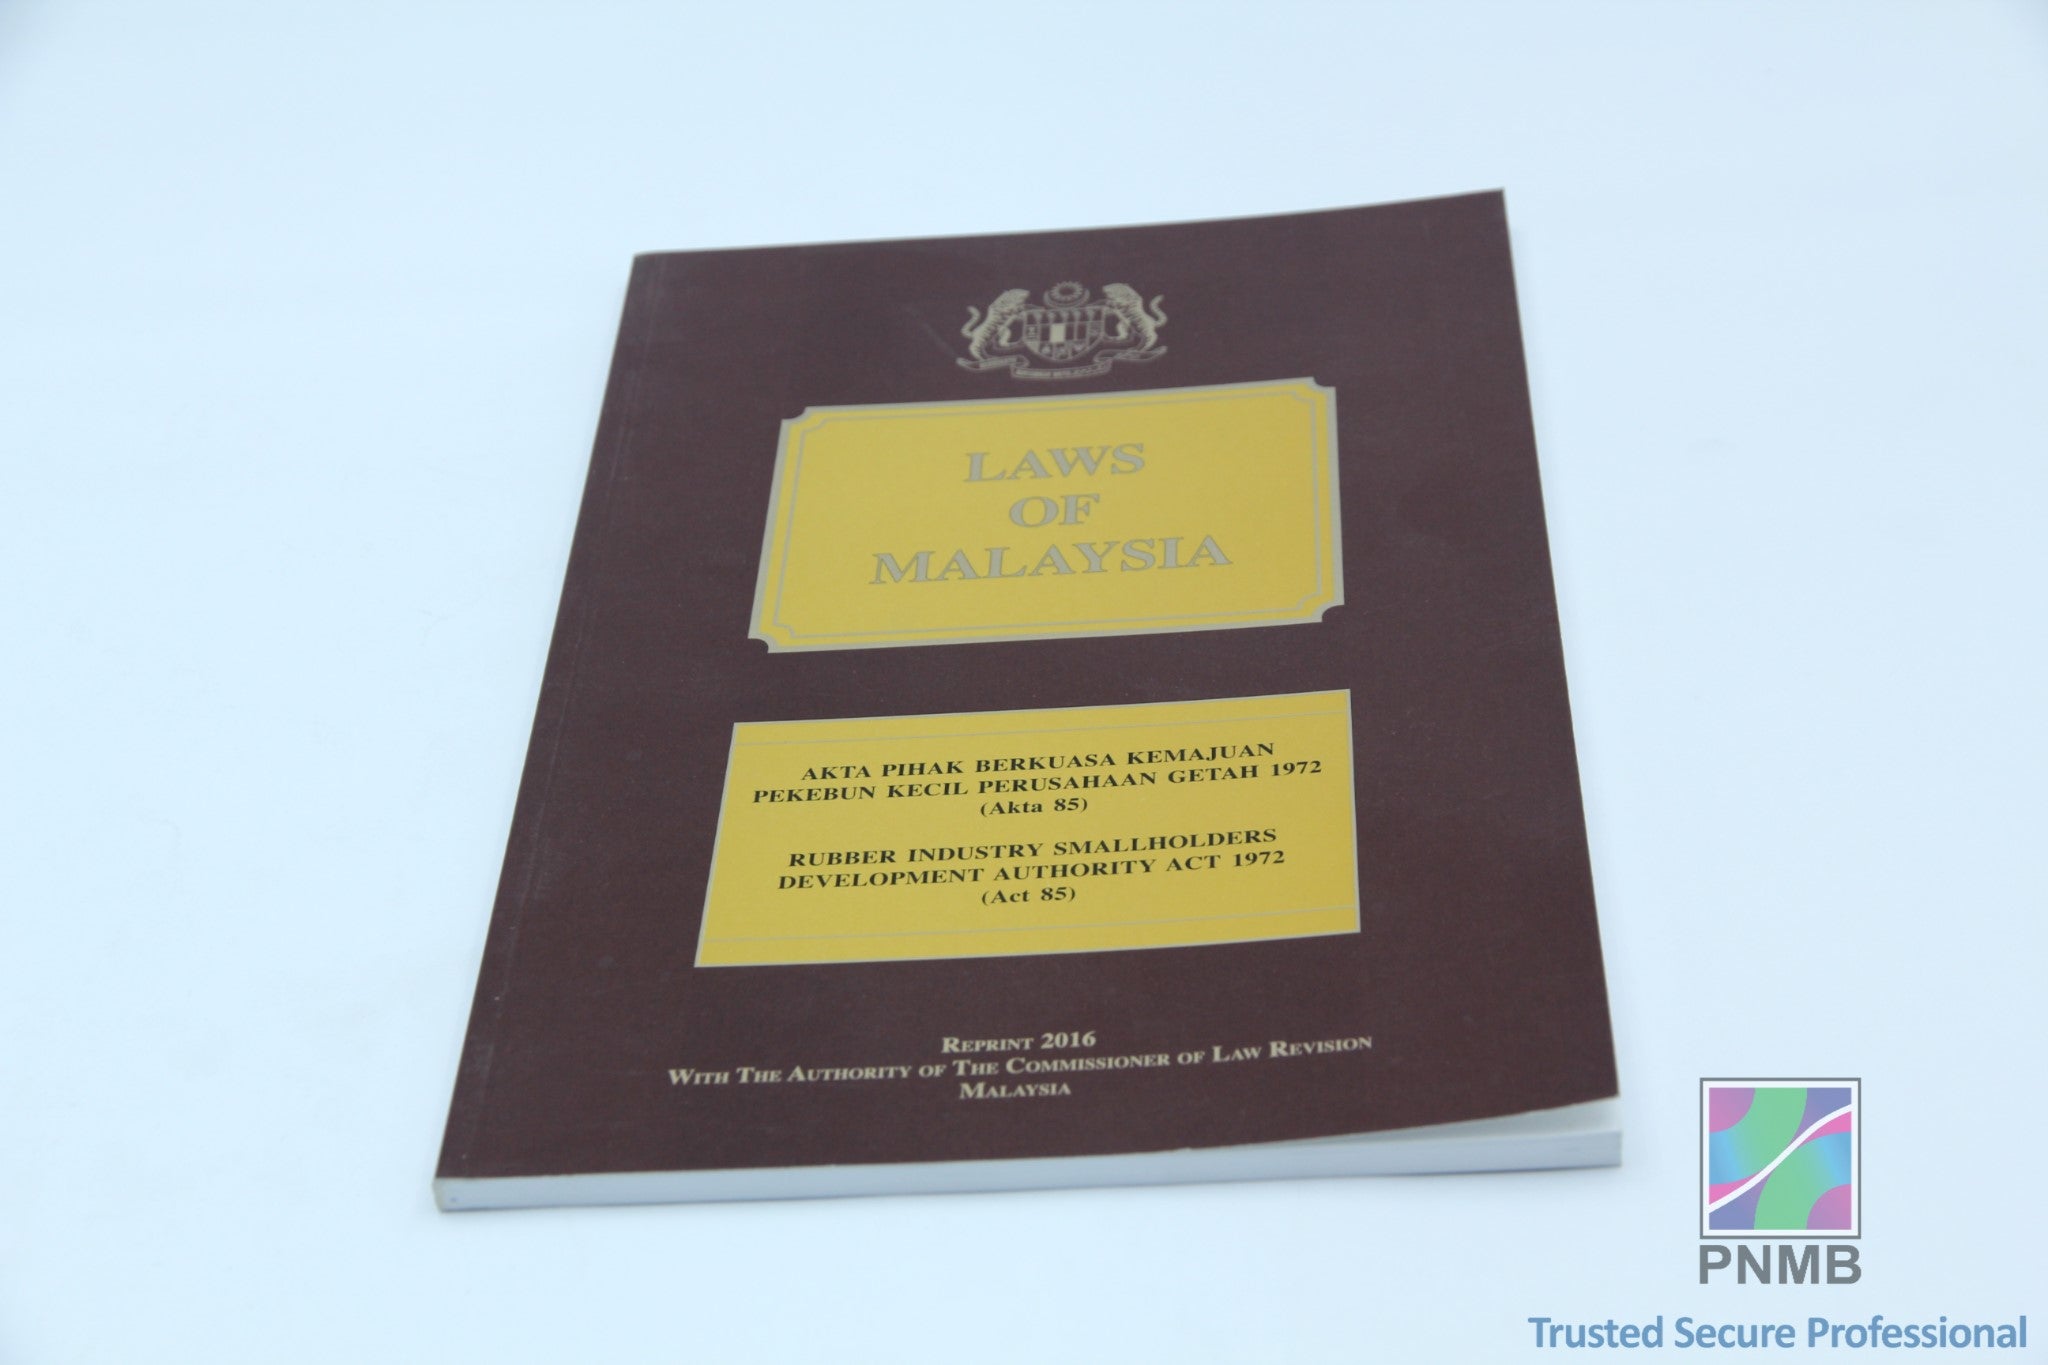 LAWS
OF
MALAYSIA
AKTA PIHAK BERKUASA KEMAJUAN
PEKEBUN KECIL PERUSAHAAN GETAH 1972
(Akta 85)
RUBBER INDUSTRY SMALLHOLDERS
DEVELOPMENT AUTHORITY ACT 1972
(Act 85)
REPRINT 2016
WITH THE AUTHORITY OF THE COMMISSIONER OF LAW REVISION
MALAYSIA
PNMB
Trusted Secure Professional